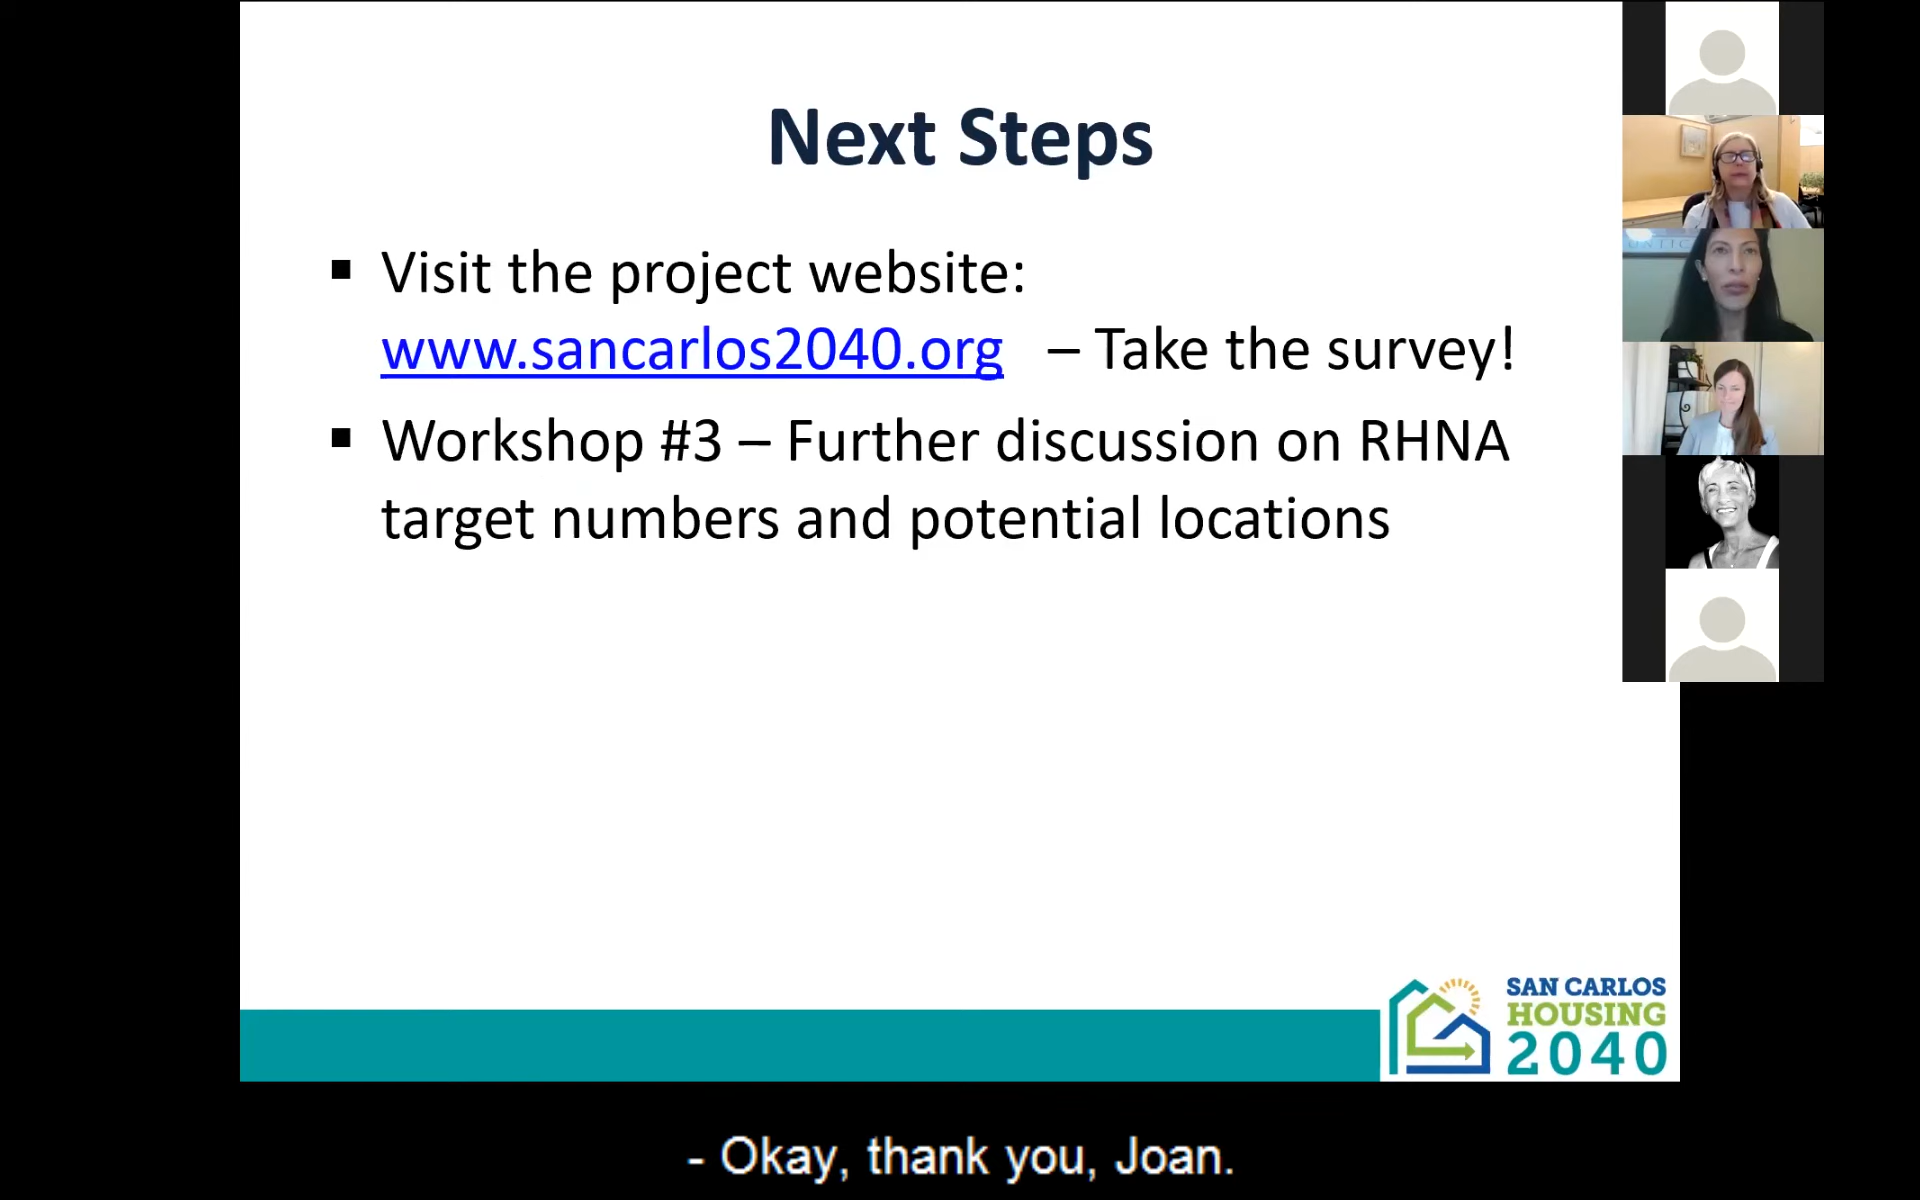 Next Steps
▪ Visit the project website:
www.sancarlos2040.org – Take the survey!
▪ Workshop #3 – Further discussion on RHNA
target numbers and potential locations
SAN CARLOS
HOUSING
2040
- Okay, thank you, Joan.